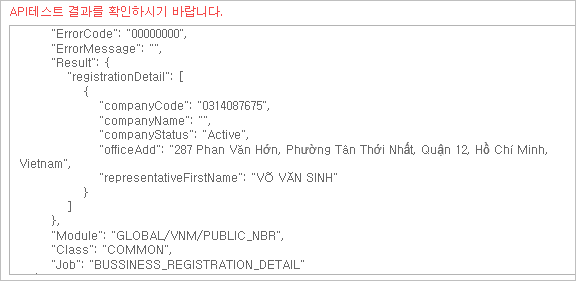 API테스트 결과를 확인하시기 바랍니다.
"ErrorCode": "00000000",
"ErrorMessage": "",
"Result": {
"registrationDetail": [
{
"companyCode": "0314087675",
"companyName": "",
"companyStatus": "Active",
"officeAdd": "287 Phan Văn Hớn, Phường Tân Thới Nhất, Quận 12, Hồ Chí Minh,
Vietnam",
"representativeFirstName": "VÕ VĂN SINH"
}
]
},
"Module": "GLOBAL/VNM/PUBLIC_NBR",
"Class": "COMMON",
"Job": "BUSSINESS_REGISTRATION_DETAIL"